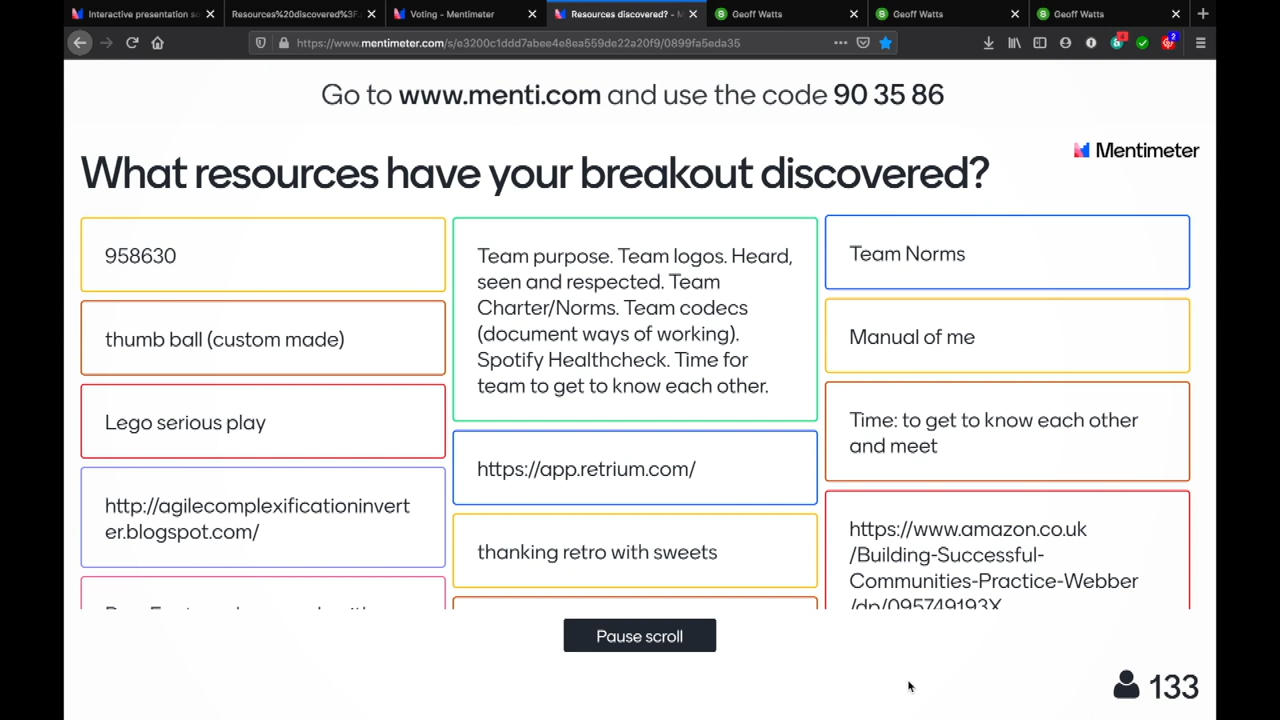 Interactive presentation so
Resources%20discovered%3F.
Voting - Mentimeter
Resources discovered? - M
Geoff Watts
Geoff Watts
Geoff Watts
https://www.mentimeter.com/s/e3200c1ddd7abee4e8ea559de22a20f9/0899fa5eda35
4
2
Go to www.menti.com and use the code 90 35 86
Mentimeter
What resources have your breakout discovered?
958630
thumb ball (custom made)
Lego serious play
http://agilecomplexificationinvert
er.blogspot.com/
Team purpose. Team logos. Heard,
seen and respected. Team
Charter/Norms. Team codecs
(document ways of working).
Spotify Healthcheck. Time for
team to get to know each other.
https://app.retrium.com/
thanking retro with sweets
Team Norms
Manual of me
Time: to get to know each other
and meet
https://www.amazon.co.uk
/Building-Successful-
Communities-Practice-Webber
/dp/095749193X
Pause scroll
133